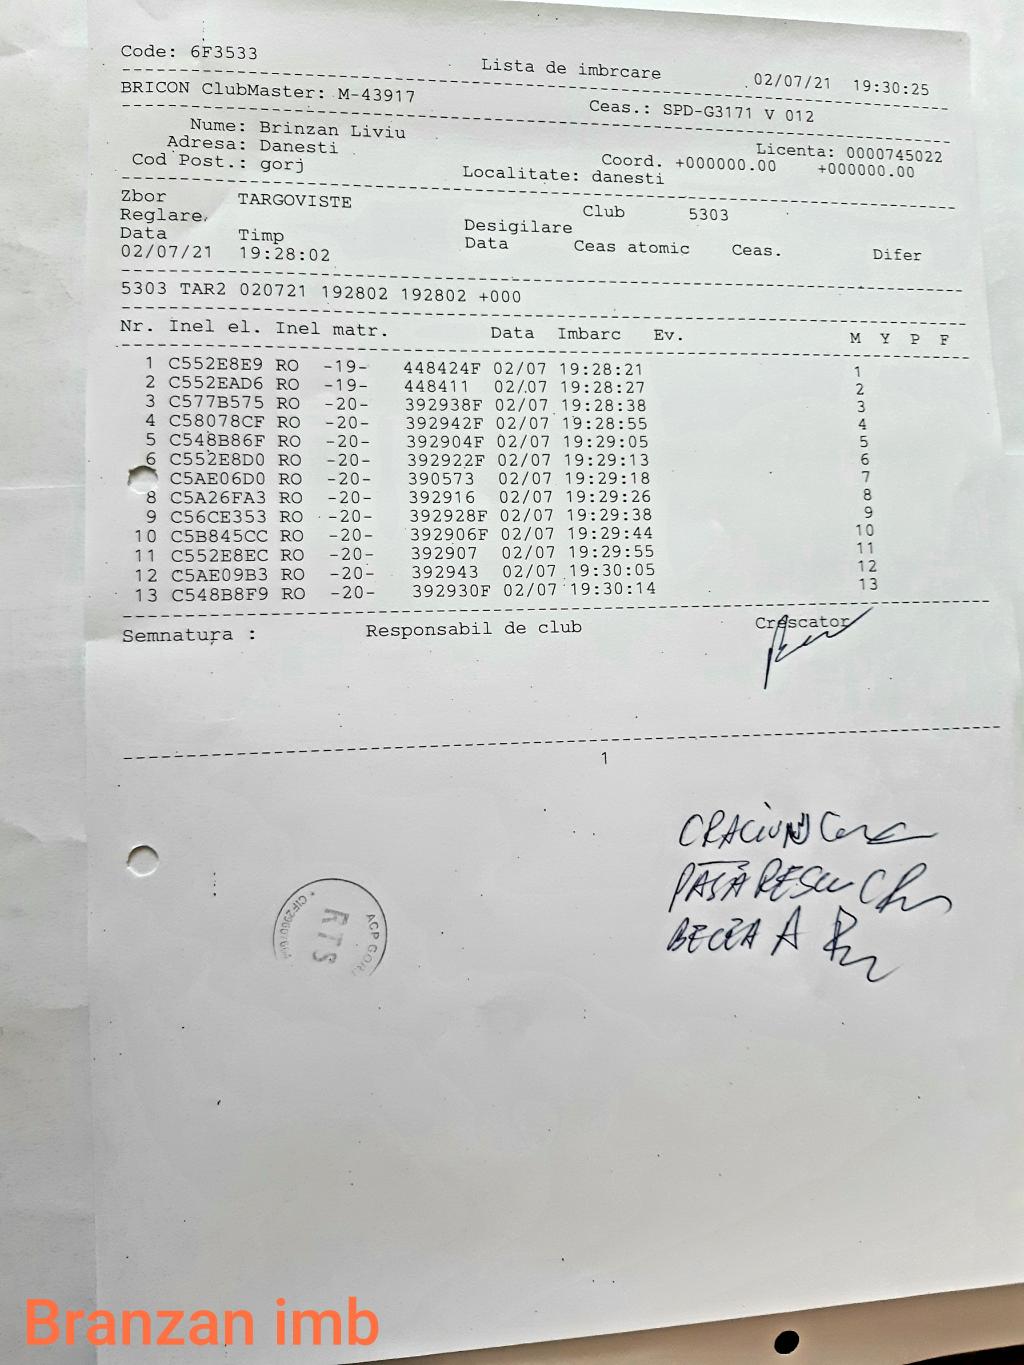 Code: 6F3533 Lista de imbrcare 02/07/21 19:30:25
BRICON ClubMaster: M-43917 Ceas.: SPD-G3171 V 012
Nume: Brinzan Liviu Licenta: 0000745022
Adresa: Danesti Coord. +000000.00 +000000.00
Cod Post.: gorj Localitate: danesti
Zbor TARGOVISTE Club 5303
Reglare. Desigilare
Data Timp Data Ceas atomic Ceas. Difer
02/07/21 19:28:02
5303 TAR2 020721 192802 192802 +000
Nr. Inel el. Inel matr. Data Imbarc Ev. M Y P F
1 C552E8E9 RO -19- 448424F 02/07 19:28:21 1
2 C552EAD6 RO -19- 448411 02/07 19:28:27 2
3 C577B575 RO -20- 392938F 02/07 19:28:38 3
4 C58078CF RO -20- 392942F 02/07 19:28:55 4
5 C548B86F RO -20- 392904F 02/07 19:29:05 5
6 C552E8D0 RO -20- 392922F 02/07 19:29:13 6
C5AE06D0 RO -20- 390573 02/07 19:29:18 7
8 C5A26FA3 RO -20- 392916 02/07 19:29:26 8
9 C56CE353 RO -20- 392928F 02/07 19:29:38 9
10 C5B845CC RO -20- 392906F 02/07 19:29:44 10
11 C552E8EC RO -20- 392907 02/07 19:29:55 11
12 C5AE09B3 RO -20- 392943 02/07 19:30:05 12
13 C548B8F9 RO -20- 392930F 02/07 19:30:14 13
Semnatura : Responsabil de club Crescator
1
CRACIUN
PĂSĂRESCU
BECEA A
ACP GORJ
RTS
Branzan imb